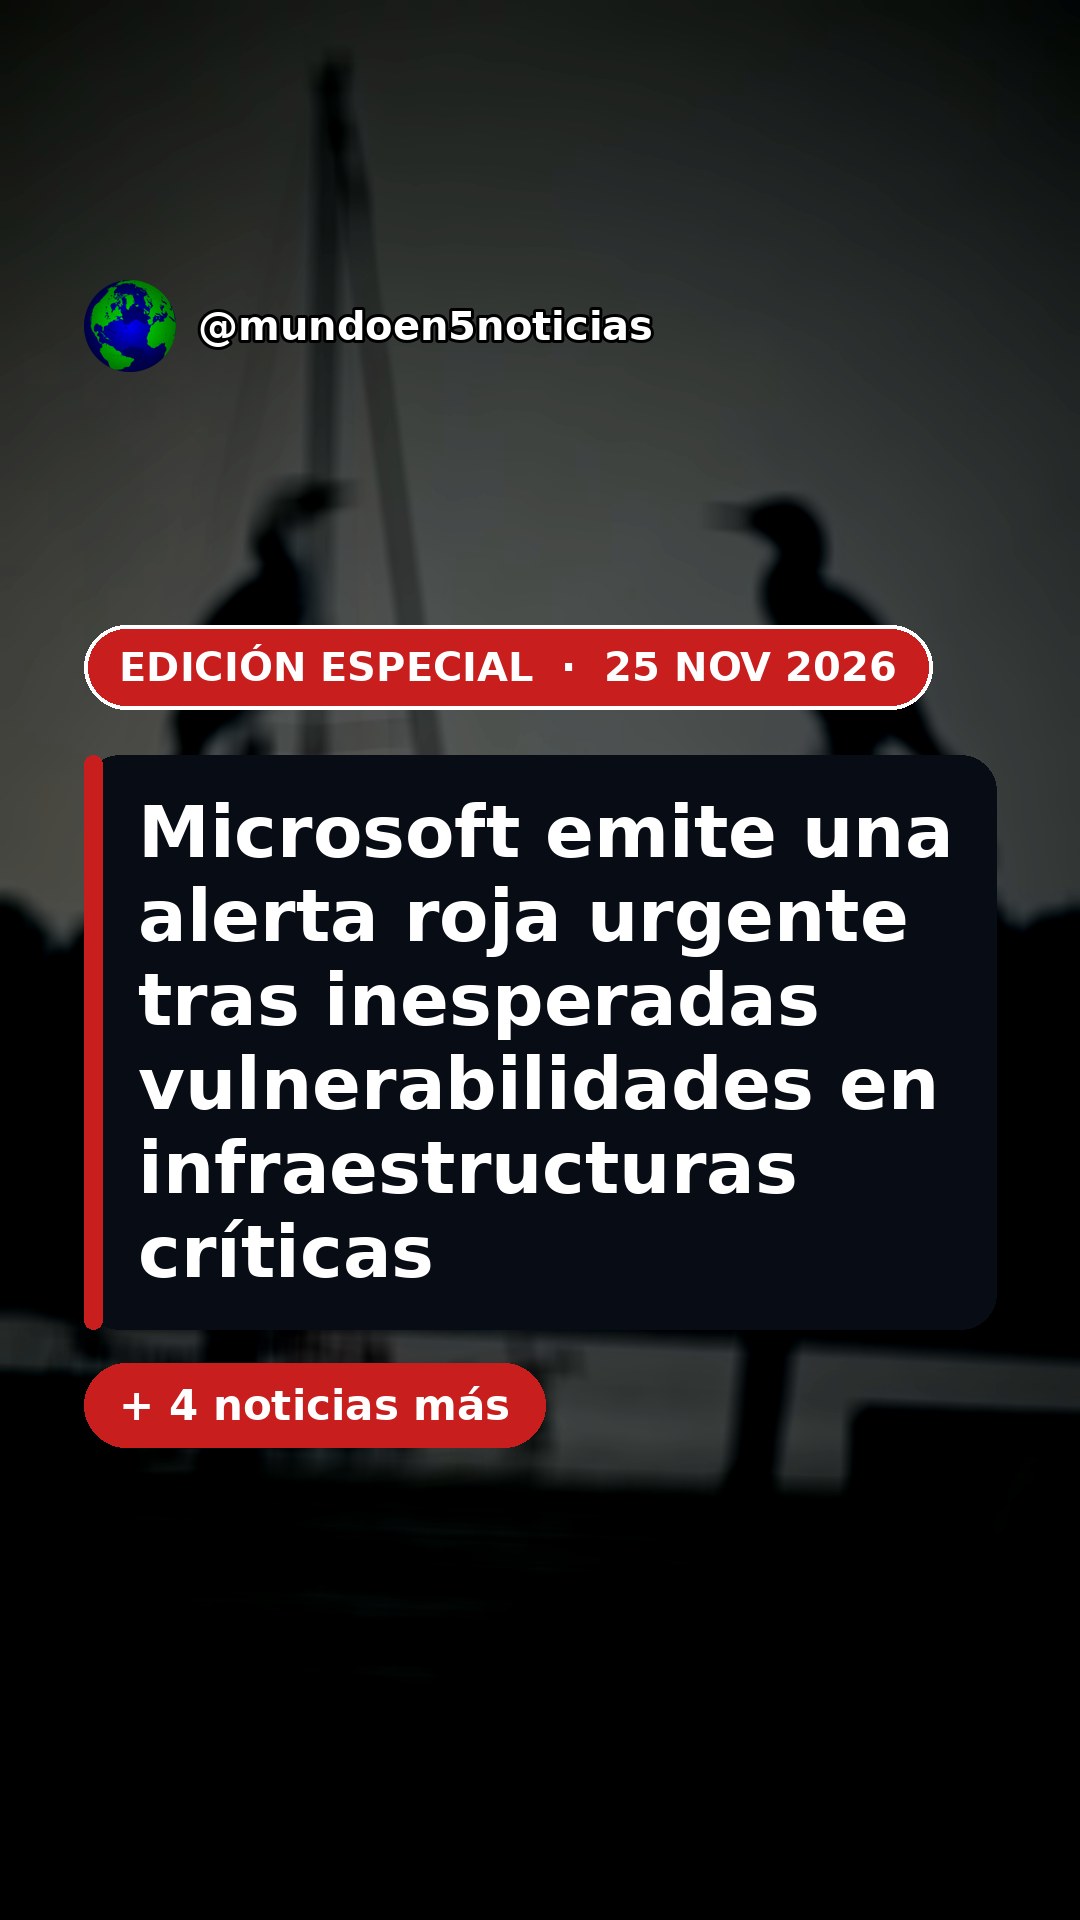 @mundoen5noticias
EDICIÓN ESPECIAL · 25 NOV 2026
Microsoft emite una
alerta roja urgente
tras inesperadas
vulnerabilidades en
infraestructuras
críticas
+ 4 noticias más